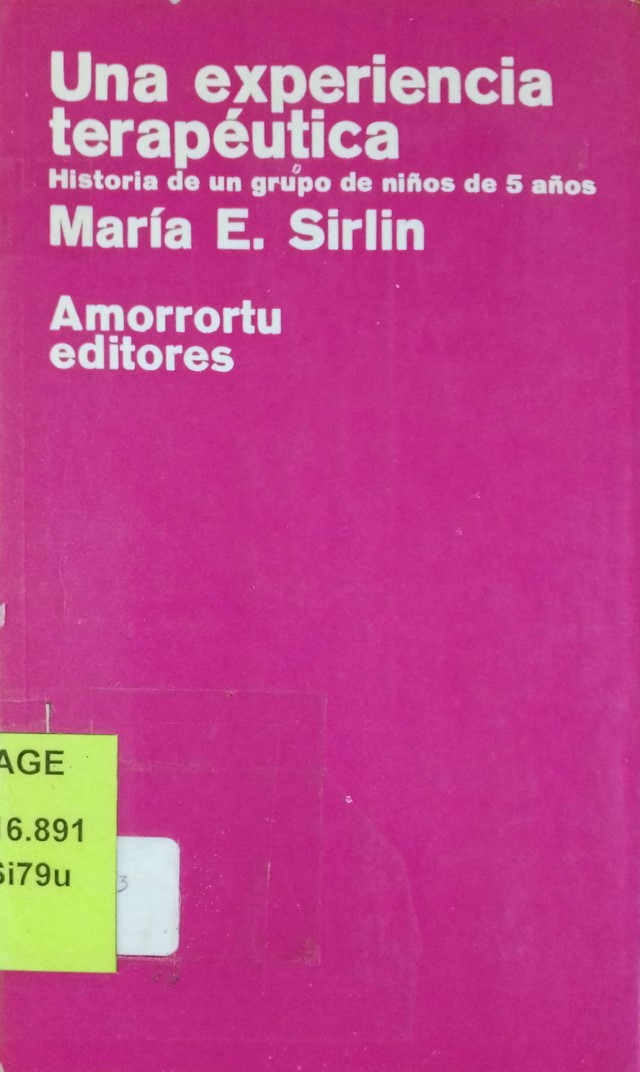 Una experiencia
terapéutica
Historia de un grupo de niños de 5 años
María E. Sirlin
Amorrortu
editores
AGE
16.891
Si79u
3